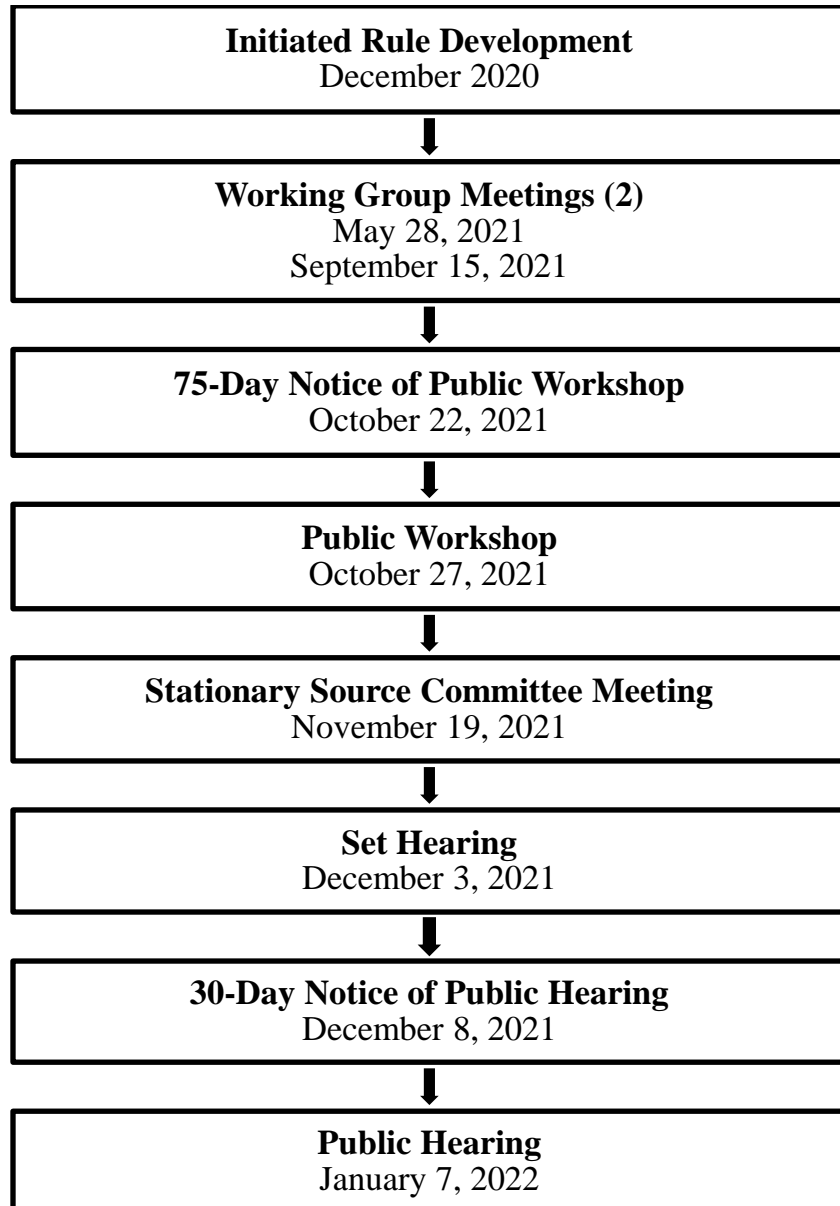 Initiated Rule Development
December 2020
Working Group Meetings (2)
May 28, 2021
September 15, 2021
75-Day Notice of Public Workshop
October 22, 2021
Public Workshop
October 27, 2021
Stationary Source Committee Meeting
November 19, 2021
Set Hearing
December 3, 2021
30-Day Notice of Public Hearing
December 8, 2021
Public Hearing
January 7, 2022